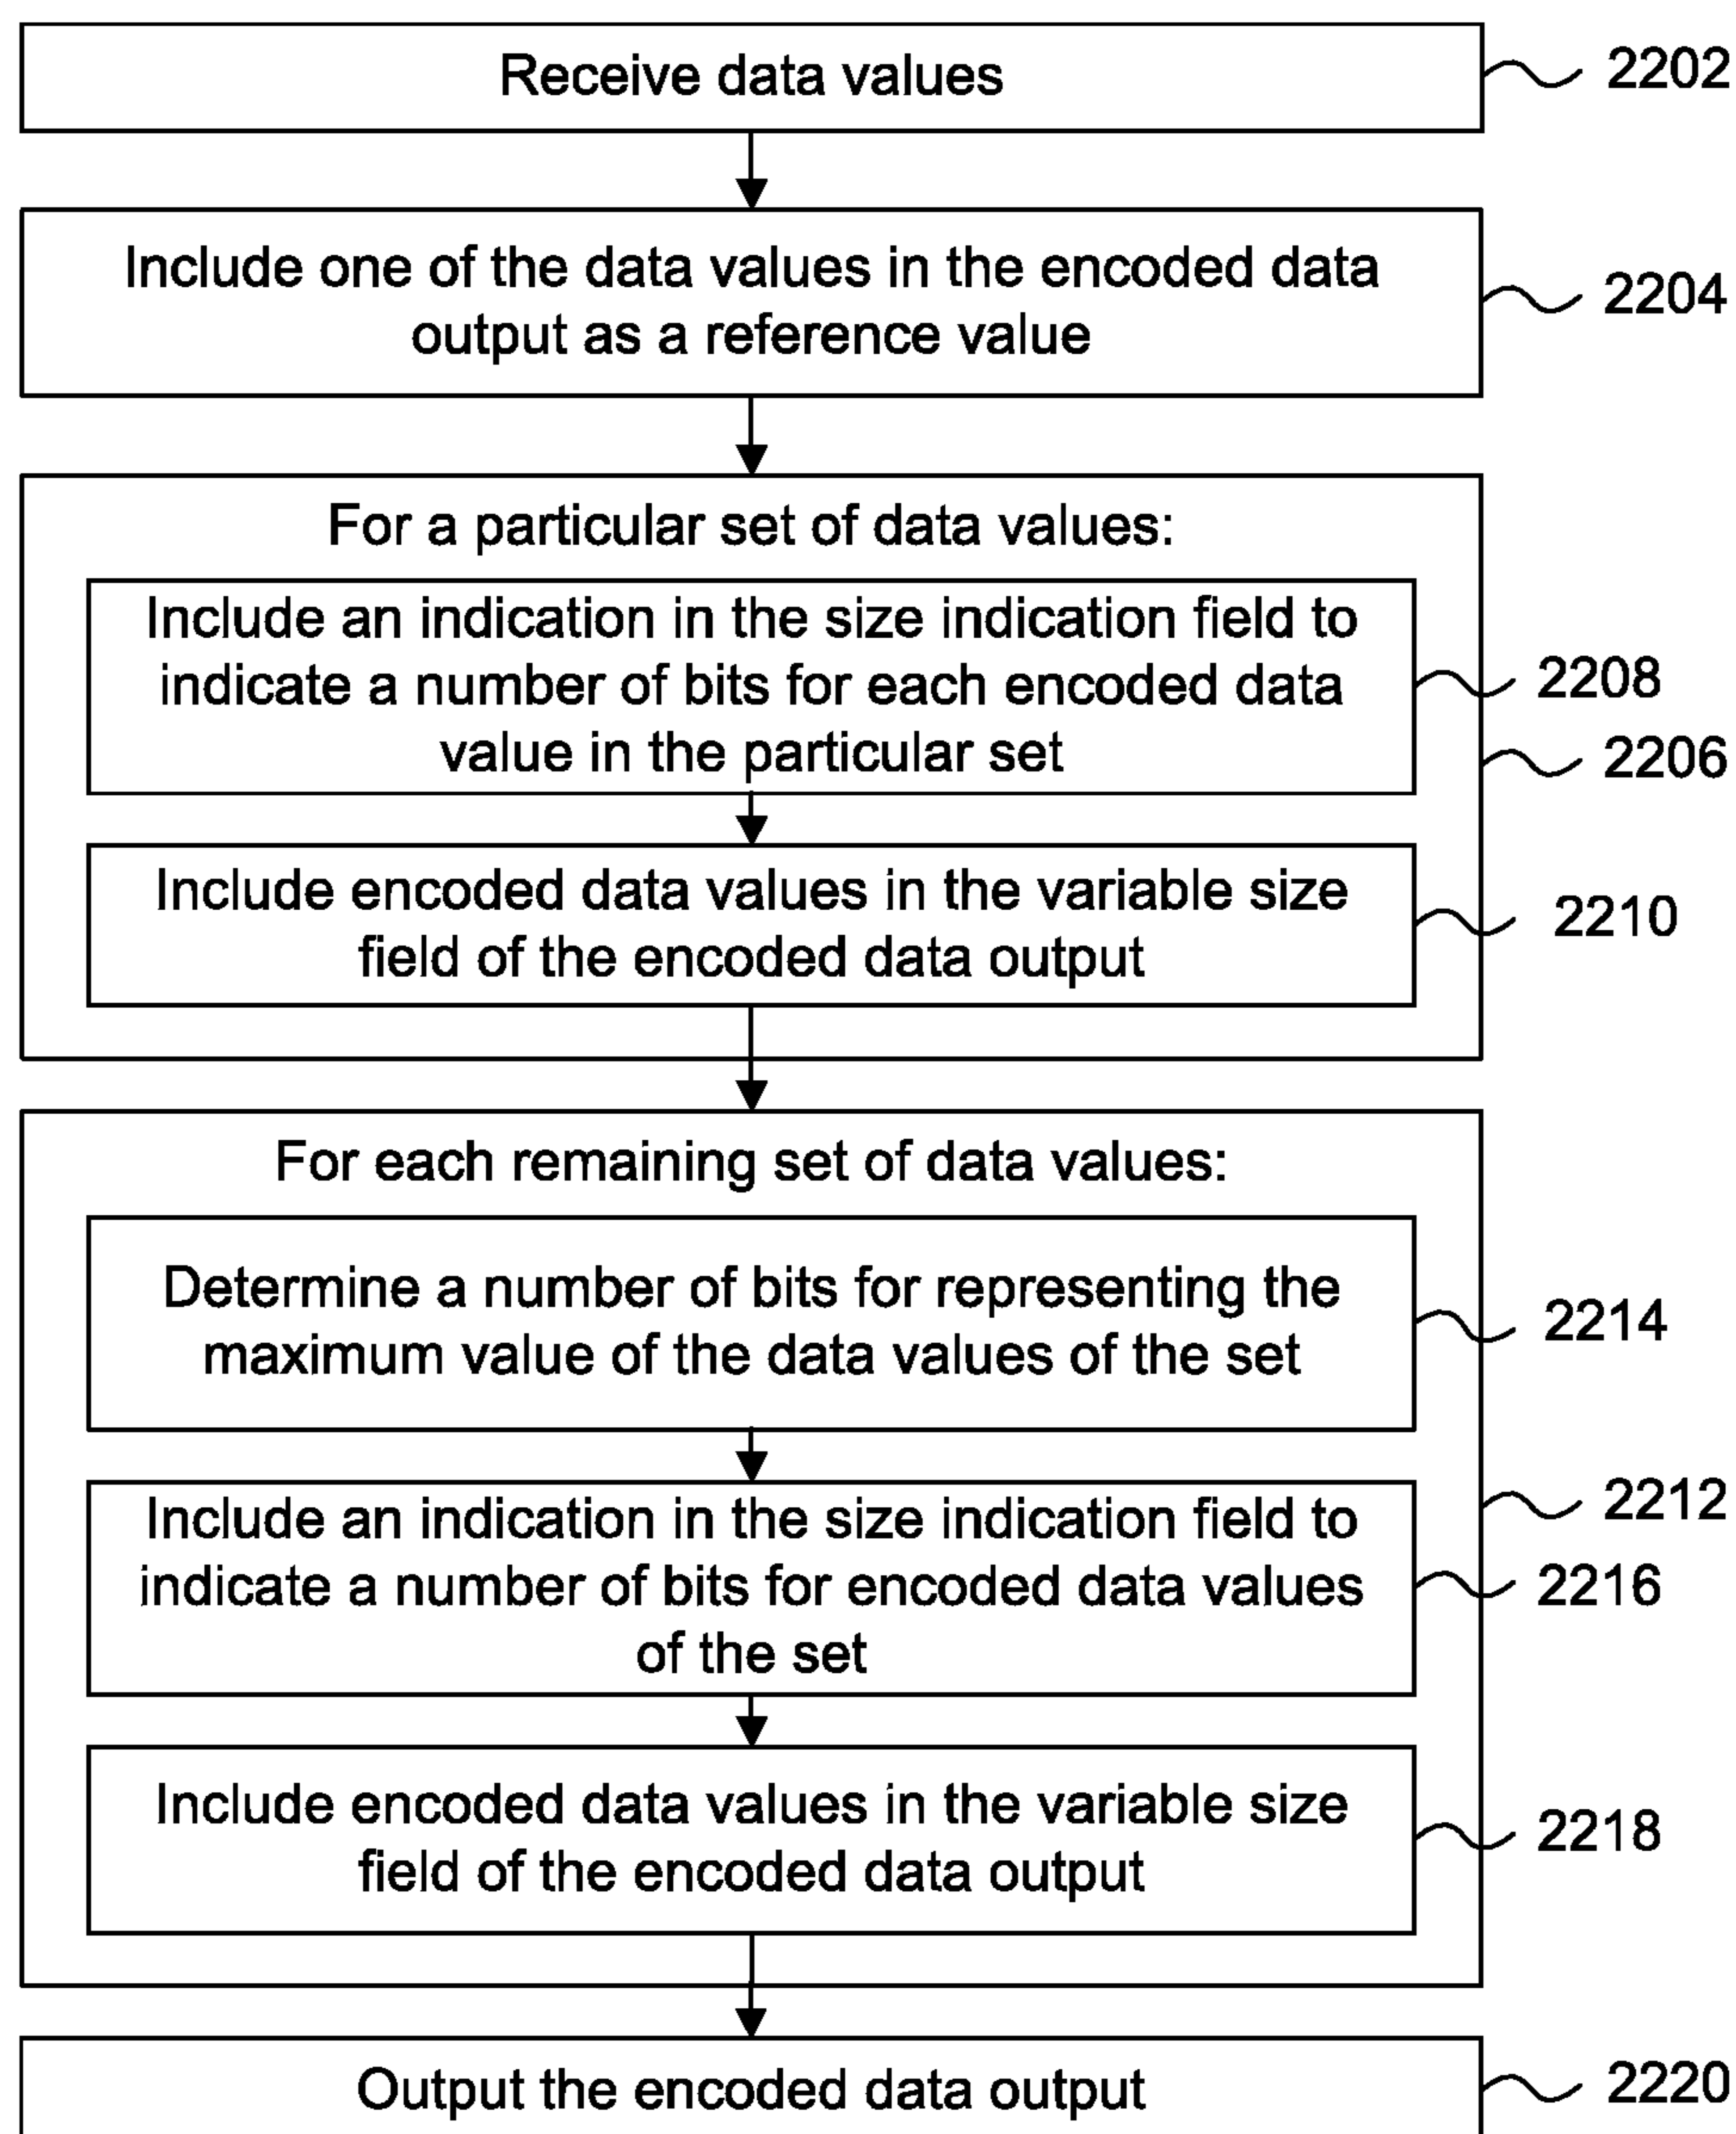 Receive data values
2202
Include one of the data values in the encoded data
output as a reference value
2204
For a particular set of data values:
Include an indication in the size indication field to
indicate a number of bits for each encoded data
value in the particular set
2208
2206
Include encoded data values in the variable size
field of the encoded data output
2210
For each remaining set of data values:
Determine a number of bits for representing the
maximum value of the data values of the set
2214
2212
Include an indication in the size indication field to
indicate a number of bits for encoded data values
of the set
2216
Include encoded data values in the variable size
field of the encoded data output
2218
Output the encoded data output
2220